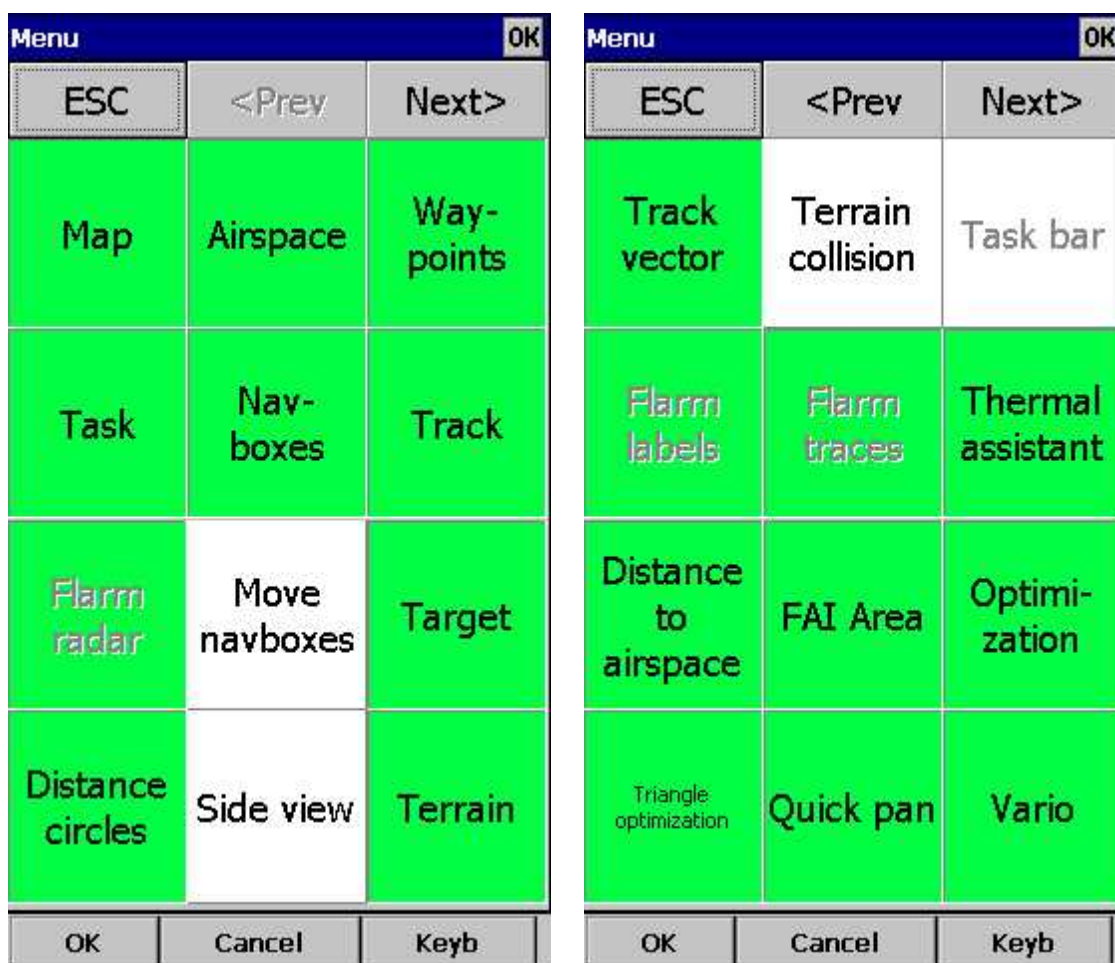 Menu OK
ESC <Prev Next>
Map Airspace Way-
points
Task Nav-
boxes Track
Flarm
radar Move
navboxes Target
Distance
circles Side view Terrain
OK Cancel Keyb
Menu OK
ESC <Prev Next>
Track
vector Terrain
collision Task bar
Flarm
labels Flarm
traces Thermal
assistant
Distance
to
airspace FAI Area Optimi-
zation
Triangle
optimization Quick pan Vario
OK Cancel Keyb